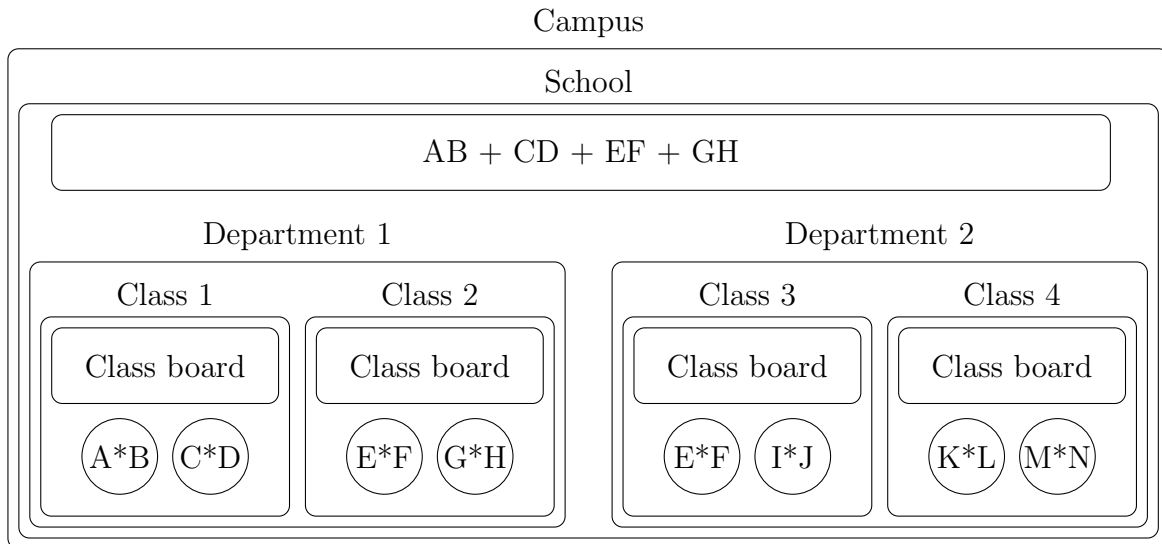 Campus
School
AB + CD + EF + GH
Department 1 Department 2
Class 1 Class 2 Class 3 Class 4
Class board Class board Class board Class board
A*B C*D E*F G*H E*F I*J K*L M*N